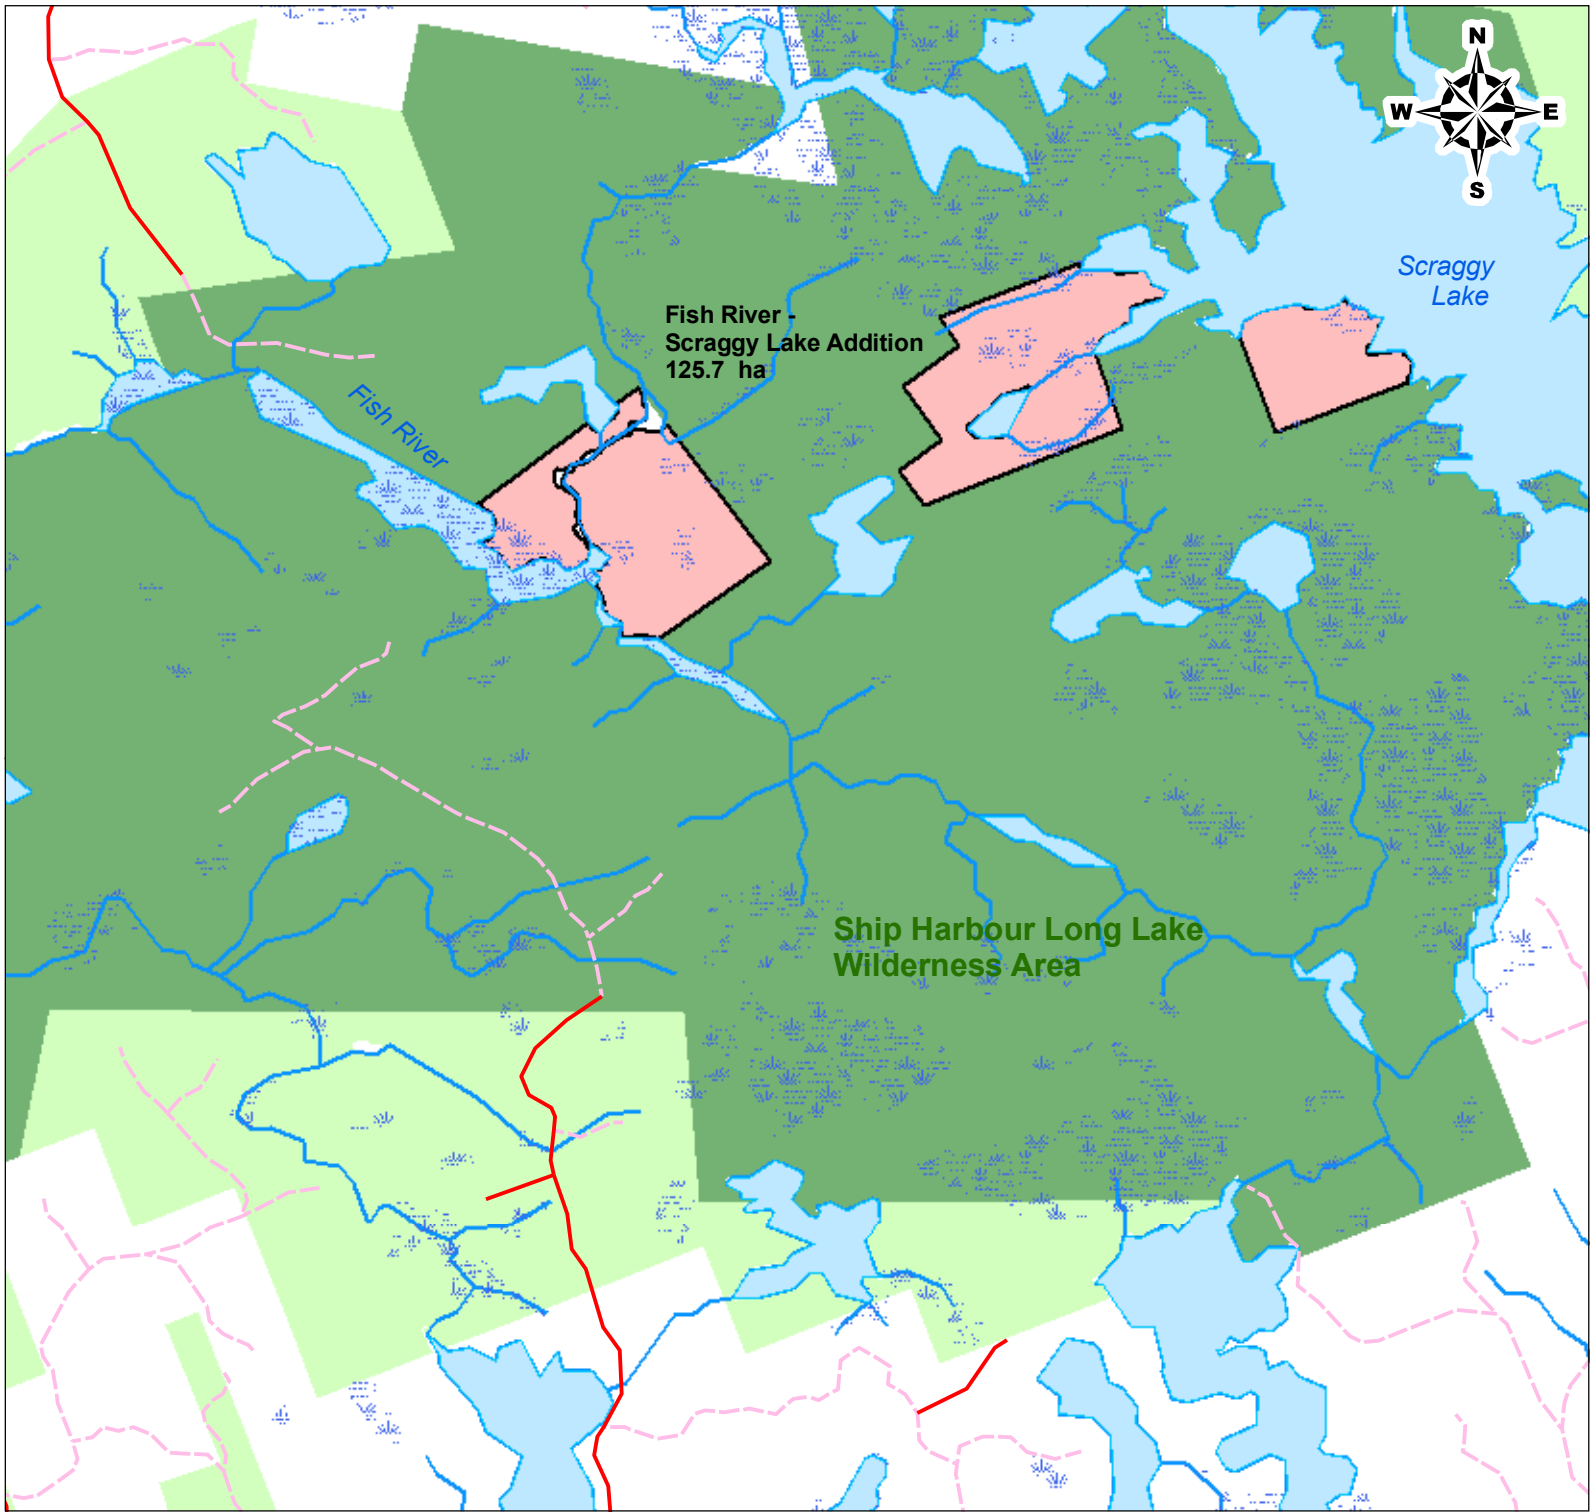 N
W E
S
Scraggy
Lake
Fish River -
Scraggy Lake Addition
125.7 ha
Fish River
Ship Harbour Long Lake
Wilderness Area